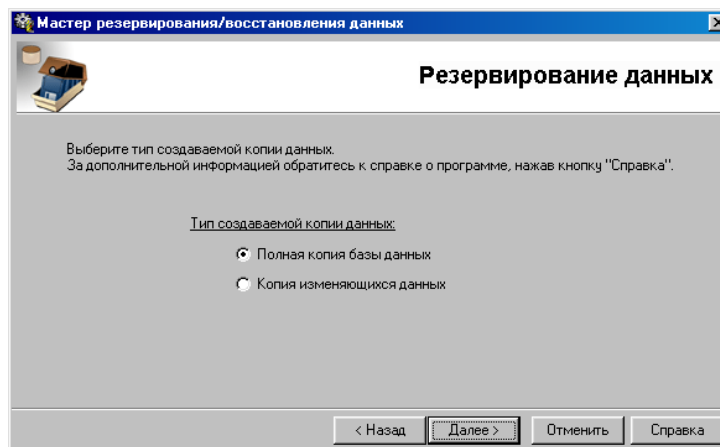 Мастер резервирования/восстановления данных
Резервирование данных
Выберите тип создаваемой копии данных.
За дополнительной информацией обратитесь к справке о программе, нажав кнопку "Справка".
Тип создаваемой копии данных:
Полная копия базы данных
Копия изменяющихся данных
< Назад Далее > Отменить Справка